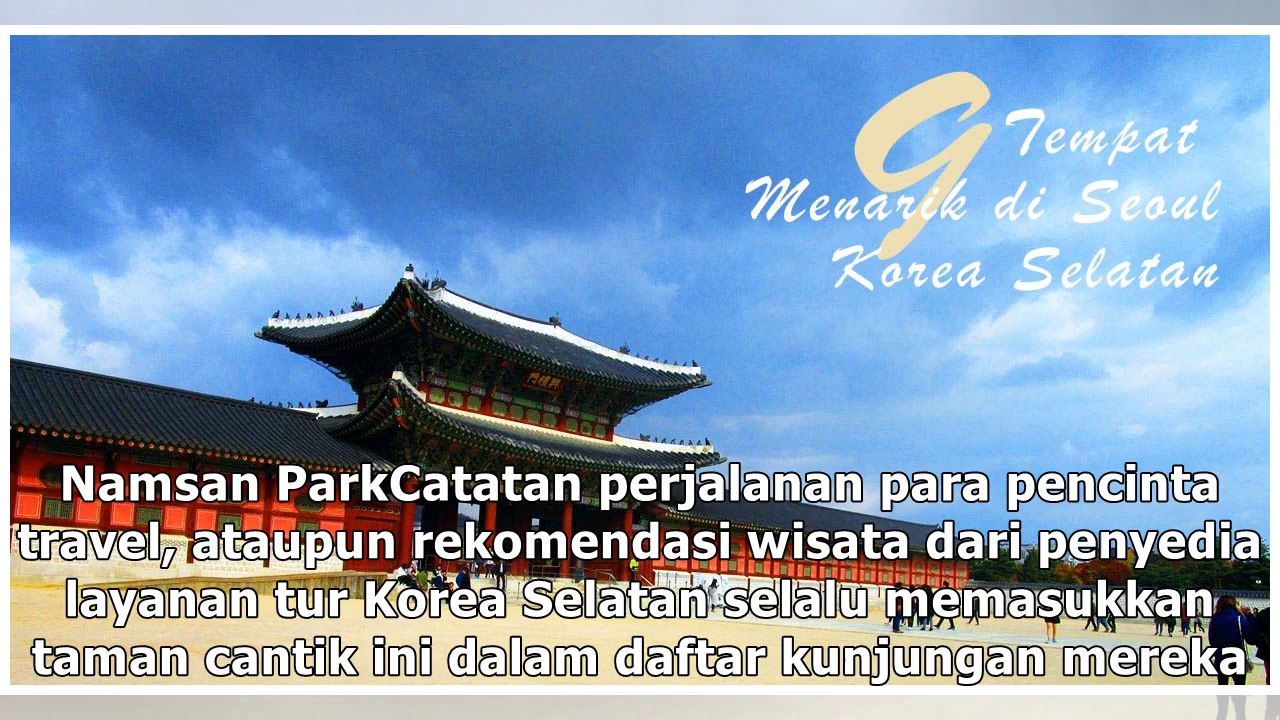 9 Tempat
Menarik di Seoul
Korea Selatan
Namsan ParkCatatan perjalanan para pencinta
travel, ataupun rekomendasi wisata dari penyedia
layanan tur Korea Selatan selalu memasukkan
taman cantik ini dalam daftar kunjungan mereka